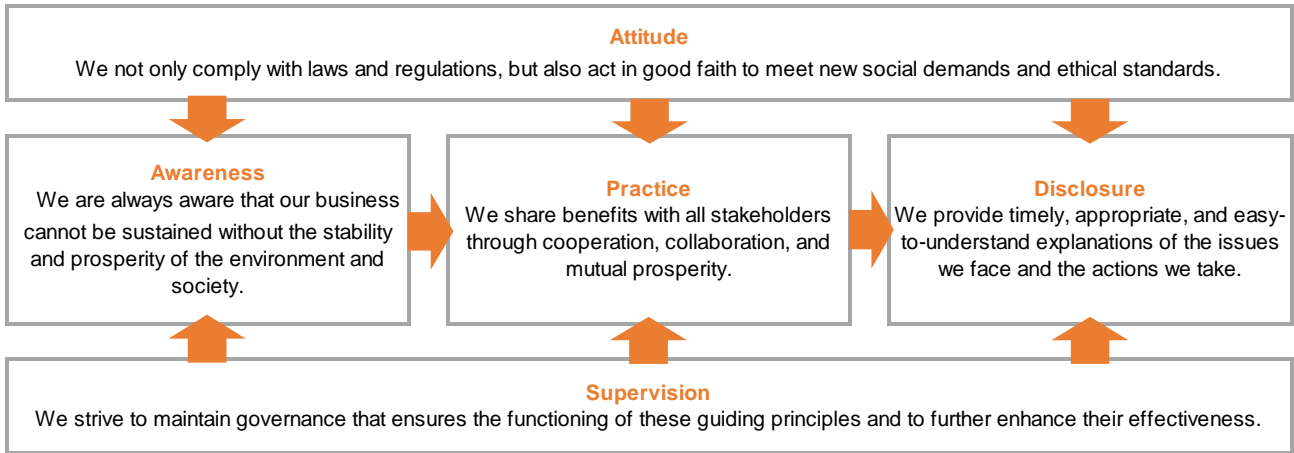 Attitude
We not only comply with laws and regulations, but also act in good faith to meet new social demands and ethical standards.
Awareness
We are always aware that our business
cannot be sustained without the stability
and prosperity of the environment and
society.
Practice
We share benefits with all stakeholders
through cooperation, collaboration, and
mutual prosperity.
Disclosure
We provide timely, appropriate, and easy-
to-understand explanations of the issues
we face and the actions we take.
Supervision
We strive to maintain governance that ensures the functioning of these guiding principles and to further enhance their effectiveness.